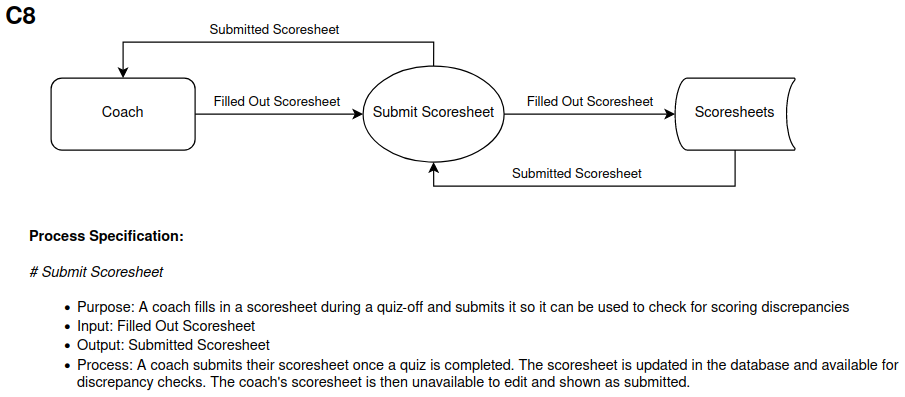 C8
Submitted Scoresheet
Coach
Filled Out Scoresheet
Submit Scoresheet
Filled Out Scoresheet
Scoresheets
Submitted Scoresheet
Process Specification:
# Submit Scoresheet
• Purpose: A coach fills in a scoresheet during a quiz-off and submits it so it can be used to check for scoring discrepancies
• Input: Filled Out Scoresheet
• Output: Submitted Scoresheet
• Process: A coach submits their scoresheet once a quiz is completed. The scoresheet is updated in the database and available for
discrepancy checks. The coach's scoresheet is then unavailable to edit and shown as submitted.